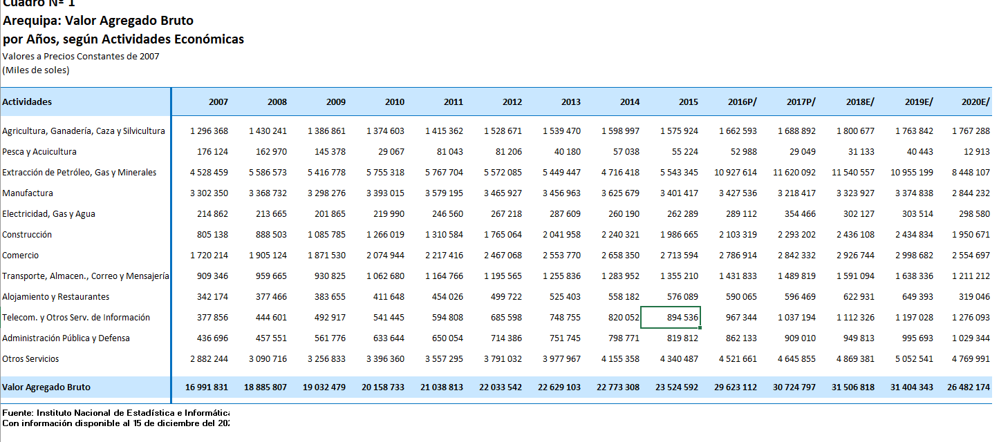 Cuadro Nº 1
Arequipa: Valor Agregado Bruto
por Años, según Actividades Económicas
Valores a Precios Constantes de 2007
(Miles de soles)
Actividades 2007 2008 2009 2010 2011 2012 2013 2014 2015 2016P/ 2017P/ 2018E/ 2019E/ 2020E/
Agricultura, Ganadería, Caza y Silvicultura 1 296 368 1 430 241 1 386 861 1 374 603 1 415 362 1 528 671 1 539 470 1 598 997 1 575 924 1 662 593 1 688 892 1 800 677 1 763 842 1 767 288
Pesca y Acuicultura 176 124 162 970 145 378 29 067 81 043 81 206 40 180 57 038 55 224 52 988 29 049 31 133 40 443 12 913
Extracción de Petróleo, Gas y Minerales 4 528 459 5 586 573 5 416 778 5 755 318 5 767 704 5 572 085 5 449 447 4 716 418 5 543 345 10 927 614 11 620 092 11 540 557 10 955 199 8 448 107
Manufactura 3 302 350 3 368 732 3 298 276 3 393 015 3 579 195 3 465 927 3 456 963 3 625 679 3 401 417 3 427 536 3 218 417 3 323 927 3 374 838 2 844 232
Electricidad, Gas y Agua 214 862 213 665 201 865 219 990 246 560 267 218 287 609 260 190 262 289 289 112 354 466 302 127 303 514 298 580
Construcción 805 138 888 503 1 085 785 1 266 019 1 310 584 1 765 064 2 041 958 2 240 321 1 986 665 2 103 319 2 293 202 2 436 108 2 434 834 1 950 671
Comercio 1 720 214 1 905 124 1 871 530 2 074 944 2 217 416 2 467 068 2 553 770 2 658 350 2 713 594 2 786 914 2 842 332 2 926 744 2 998 682 2 554 697
Transporte, Almacen., Correo y Mensajería 909 346 959 665 930 825 1 062 680 1 164 766 1 195 565 1 255 836 1 283 952 1 355 210 1 431 833 1 489 819 1 591 094 1 638 336 1 211 212
Alojamiento y Restaurantes 342 174 377 466 383 655 411 648 454 026 499 722 525 403 558 182 576 089 590 065 596 469 622 931 649 393 319 046
Telecom. y Otros Serv. de Información 377 856 444 601 492 917 541 445 594 808 685 598 748 755 820 052 894 536 967 344 1 037 194 1 112 326 1 197 028 1 276 093
Administración Pública y Defensa 436 696 457 551 561 776 633 644 650 054 714 386 751 745 798 771 819 812 862 133 909 010 949 813 995 693 1 029 344
Otros Servicios 2 882 244 3 090 716 3 256 833 3 396 360 3 557 295 3 791 032 3 977 967 4 155 358 4 340 487 4 521 661 4 645 855 4 869 381 5 052 541 4 769 991
Valor Agregado Bruto 16 991 831 18 885 807 19 032 479 20 158 733 21 038 813 22 033 542 22 629 103 22 773 308 23 524 592 29 623 112 30 724 797 31 506 818 31 404 343 26 482 174
Fuente: Instituto Nacional de Estadística e Informática
Con información disponible al 15 de diciembre del